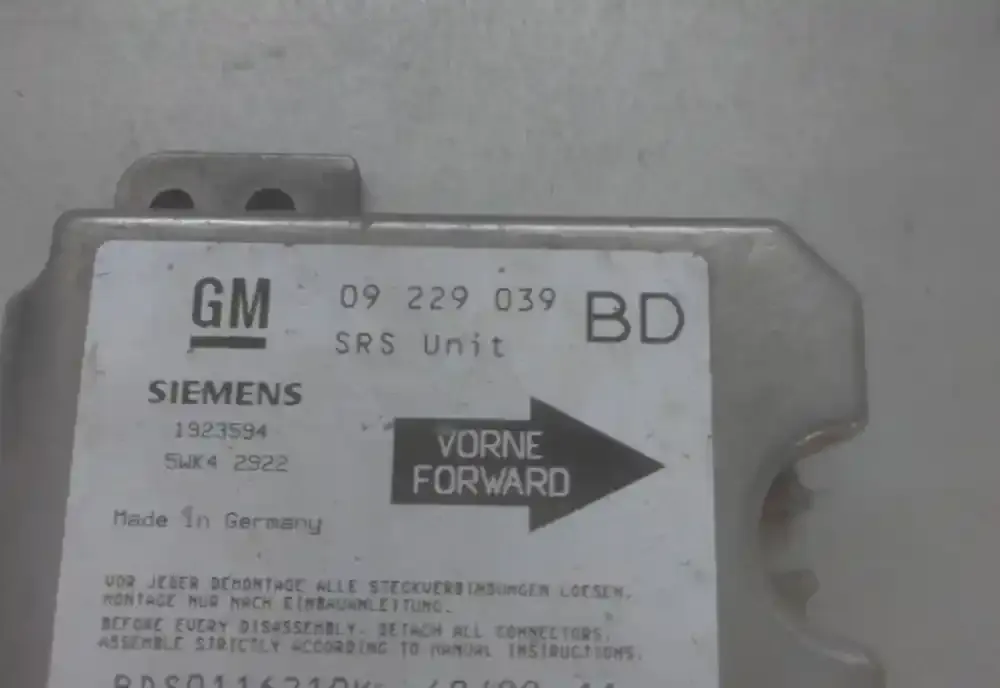 GM 09 229 039 BD
SRS Unit
SIEMENS
1923594
5WK4 2922
VORNE
FORWARD
Made in Germany
VOR JEDER DEMONTAGE ALLE STECKVERBINDUNGEN LOESEN.
MONTAGE NUR NACH EINBAUANLEITUNG.
BEFORE EVERY DISASSEMBLY. DETACH ALL CONNECTORS.
ASSEMBLE STRICTLY ACCORDING TO MANUAL INSTRUCTIONS.